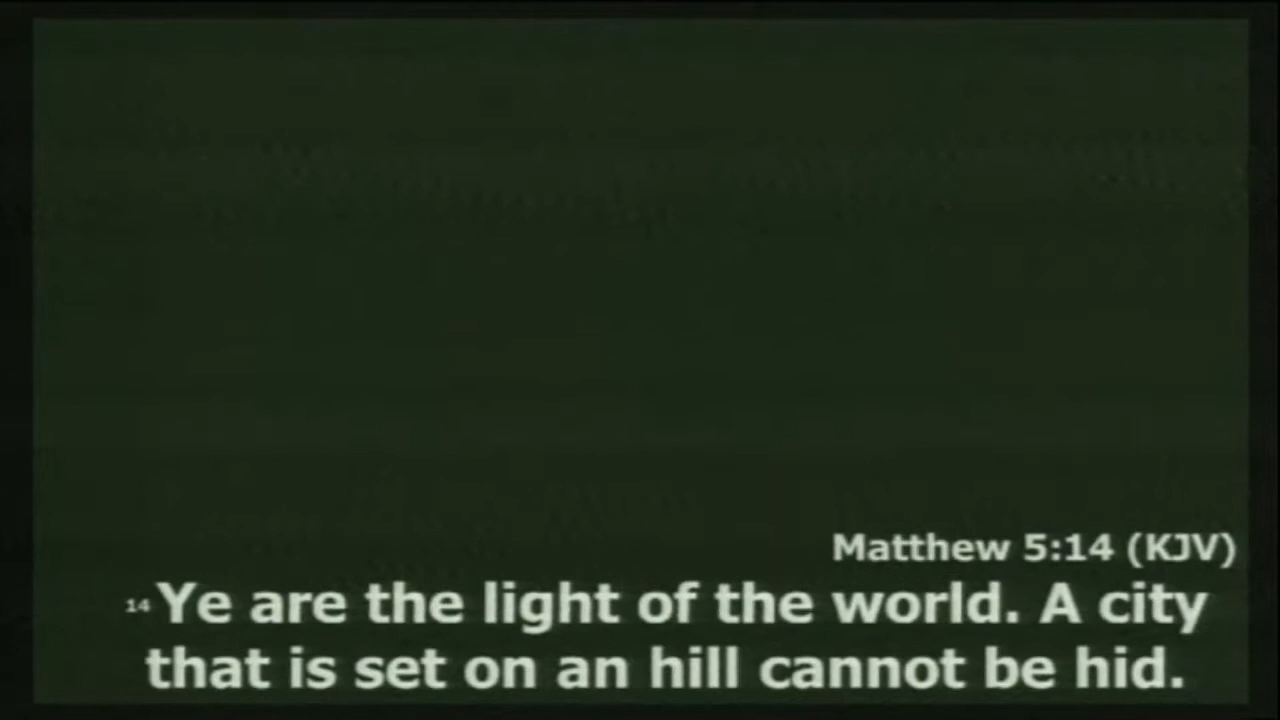 Matthew 5:14 (KJV)
14 Ye are the light of the world. A city
that is set on an hill cannot be hid.